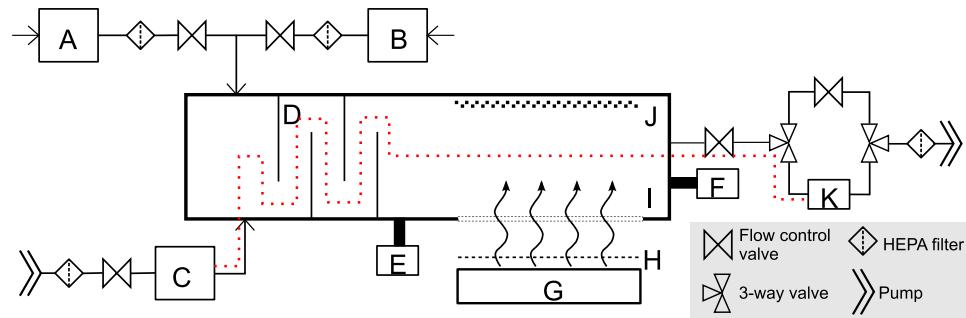 A
B
D
J
I
F
K
C
E
H
G
Flow control
valve
HEPA filter
3-way valve
Pump